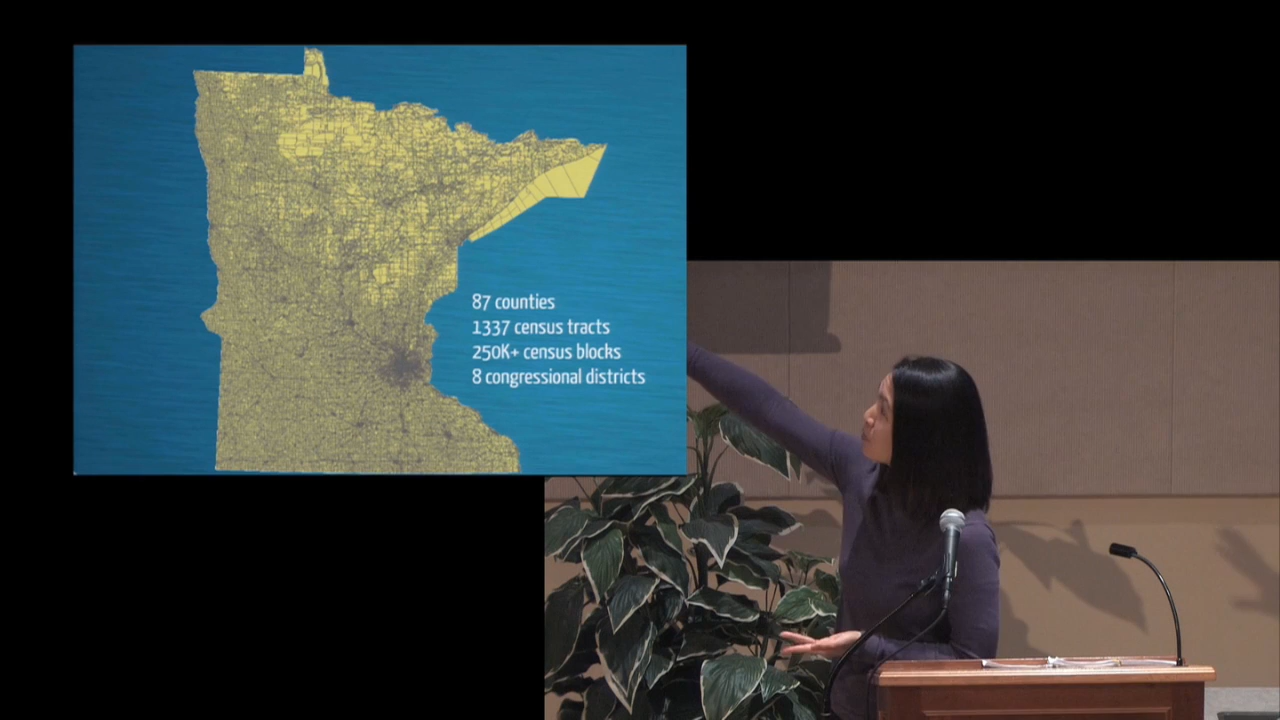 87 counties
1337 census tracts
250K+ census blocks
8 congressional districts